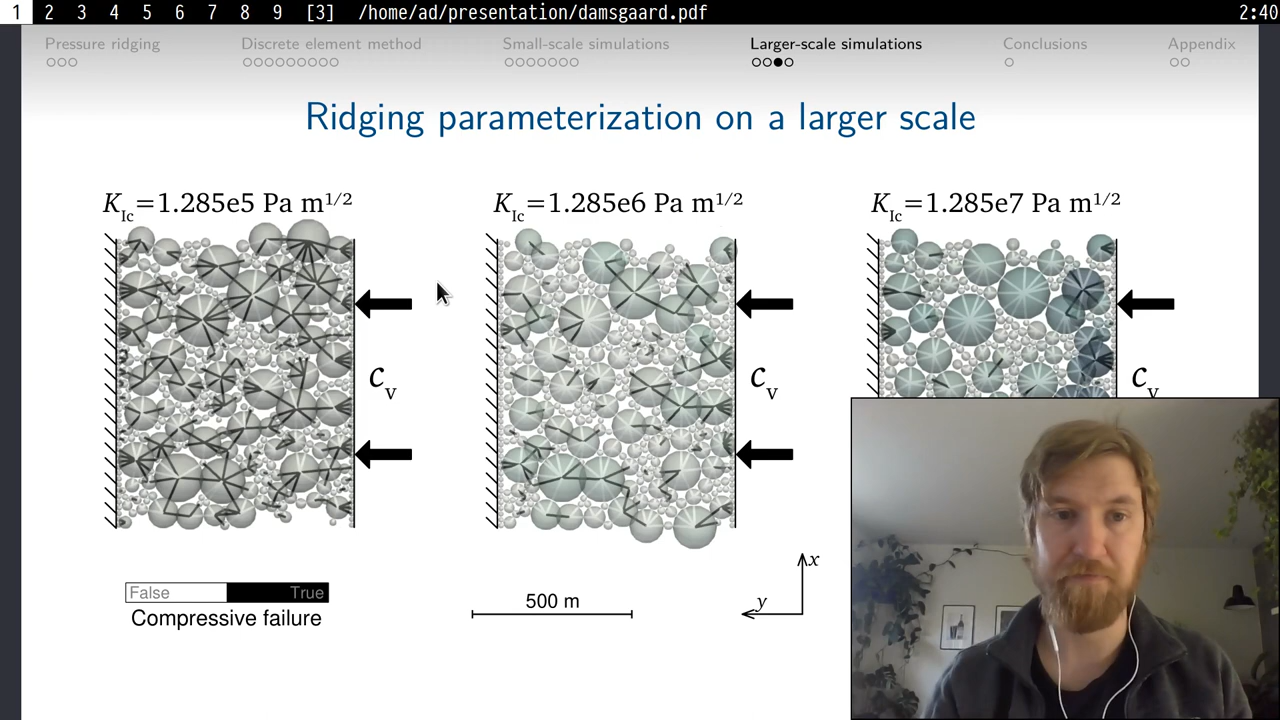 1 2 3 4 5 6 7 8 9 [3] /home/ad/presentation/damsgaard.pdf 2:40
Pressure ridging Discrete element method Small-scale simulations Larger-scale simulations Conclusions Appendix
Ridging parameterization on a larger scale
K_Ic=1.285e5 Pa m^1/2 K_Ic=1.285e6 Pa m^1/2 K_Ic=1.285e7 Pa m^1/2
c_v c_v c_v
False True
Compressive failure
500 m
x
y